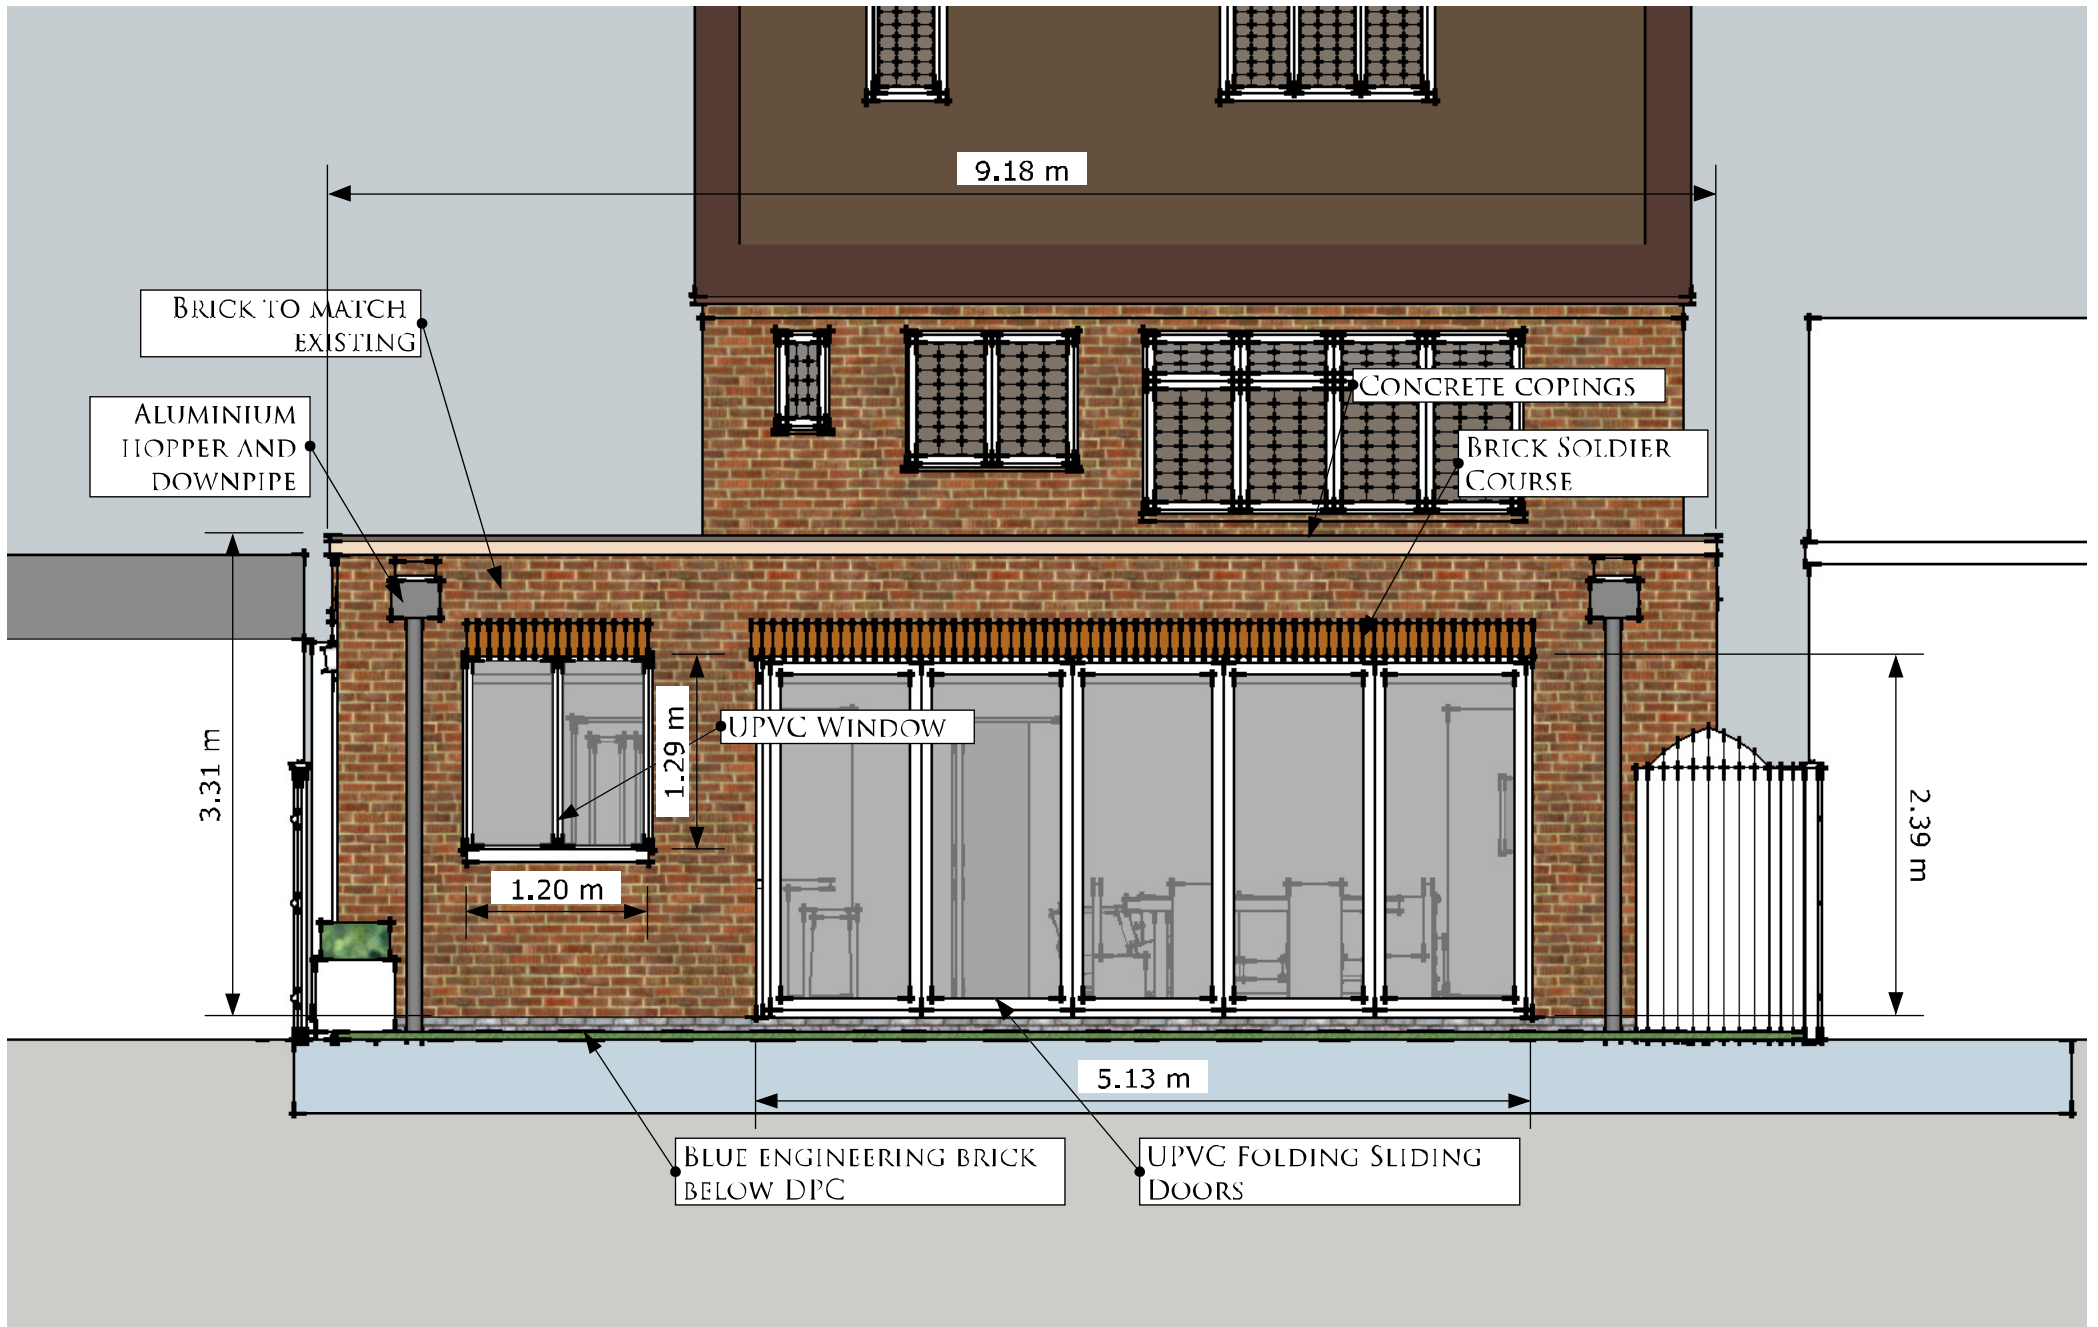 9.18 m
BRICK TO MATCH
EXISTING
CONCRETE COPINGS
ALUMINIUM
HOPPER AND
DOWNPIPE
BRICK SOLDIER
COURSE
UPVC WINDOW
1.29 m
3.31 m
2.39 m
1.20 m
5.13 m
BLUE ENGINEERING BRICK
BELOW DPC
UPVC FOLDING SLIDING
DOORS